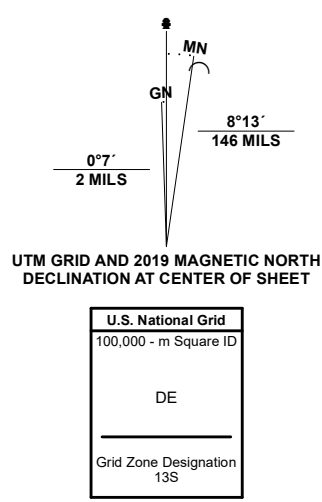 MN
GN
8°13´
146 MILS
0°7´
2 MILS
UTM GRID AND 2019 MAGNETIC NORTH
DECLINATION AT CENTER OF SHEET
U.S. National Grid
100,000 - m Square ID
DE
Grid Zone Designation
13S